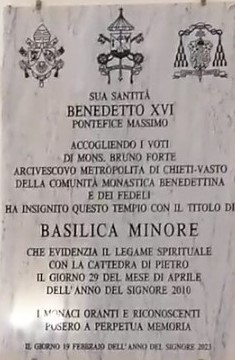 SUA SANTITÀ
BENEDETTO XVI
PONTEFICE MASSIMO
ACCOGLIENDO I VOTI
DI MONS. BRUNO FORTE
ARCIVESCOVO METROPOLITA DI CHIETI-VASTO
DELLA COMUNITÀ MONASTICA BENEDETTINA
E DEI FEDELI
HA INSIGNITO QUESTO TEMPIO CON IL TITOLO DI
BASILICA MINORE
CHE EVIDENZIA IL LEGAME SPIRITUALE
CON LA CATTEDRA DI PIETRO
IL GIORNO 29 DEL MESE DI APRILE
DELL'ANNO DEL SIGNORE 2010
I MONACI ORANTI E RICONOSCENTI
POSERO A PERPETUA MEMORIA
IL GIORNO 19 FEBBRAIO DELL'ANNO DEL SIGNORE 2023